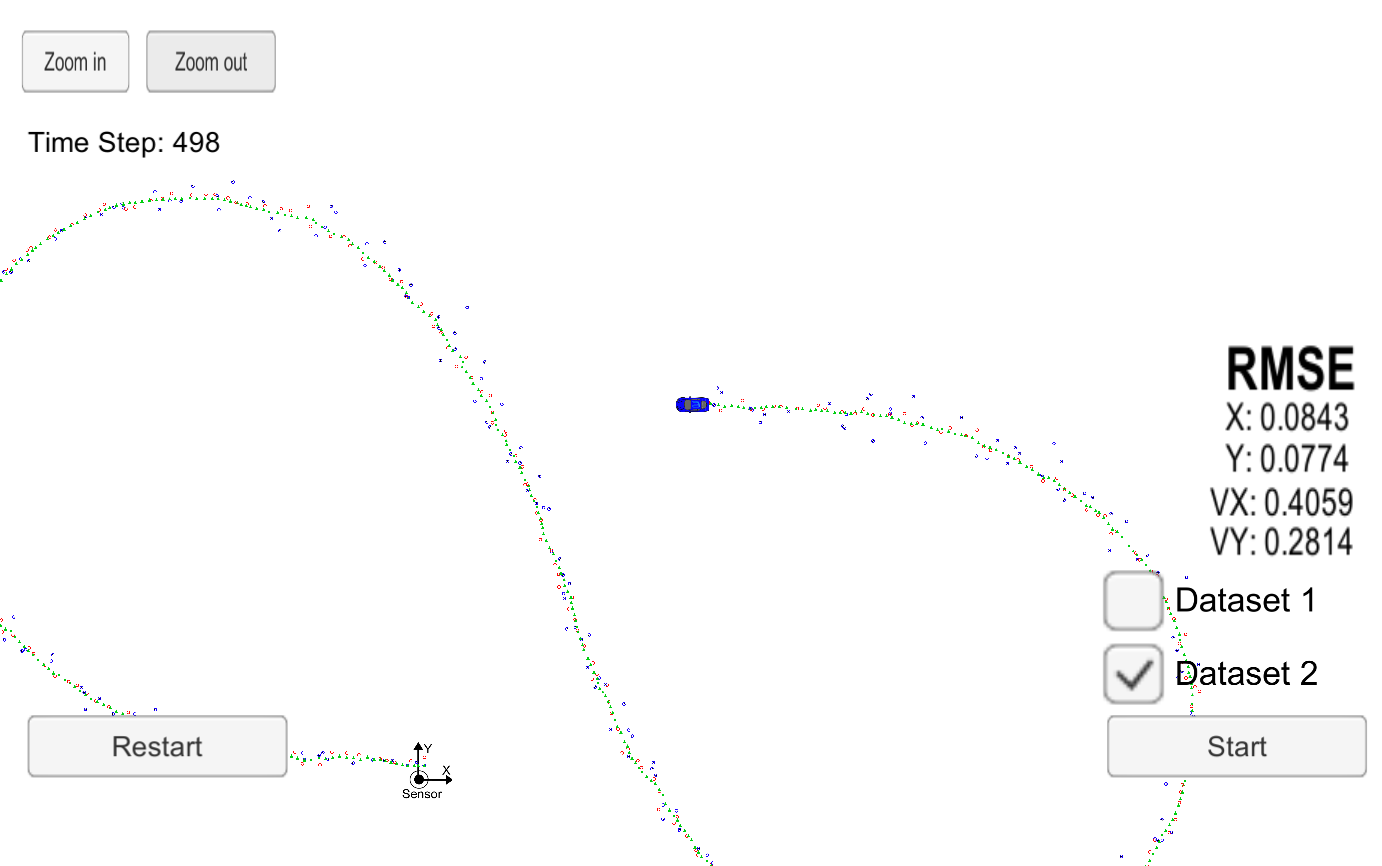 Zoom in
Zoom out
Time Step: 498
RMSE
X: 0.0843
Y: 0.0774
VX: 0.4059
VY: 0.2814
Dataset 1
Dataset 2
Restart
Start
Y
X
Sensor